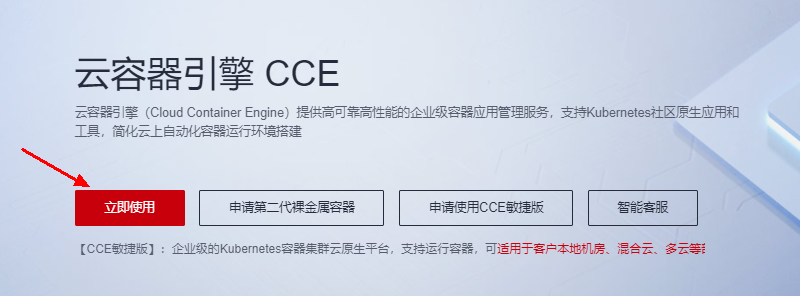 云容器引擎 CCE
云容器引擎（Cloud Container Engine）提供高可靠高性能的企业级容器应用管理服务，支持Kubernetes社区原生应用和
工具，简化云上自动化容器运行环境搭建
立即使用
申请第二代裸金属容器
申请使用CCE敏捷版
智能客服
【CCE敏捷版】：企业级的Kubernetes容器集群云原生平台，支持运行容器，可适用于客户本地机房、混合云、多云等